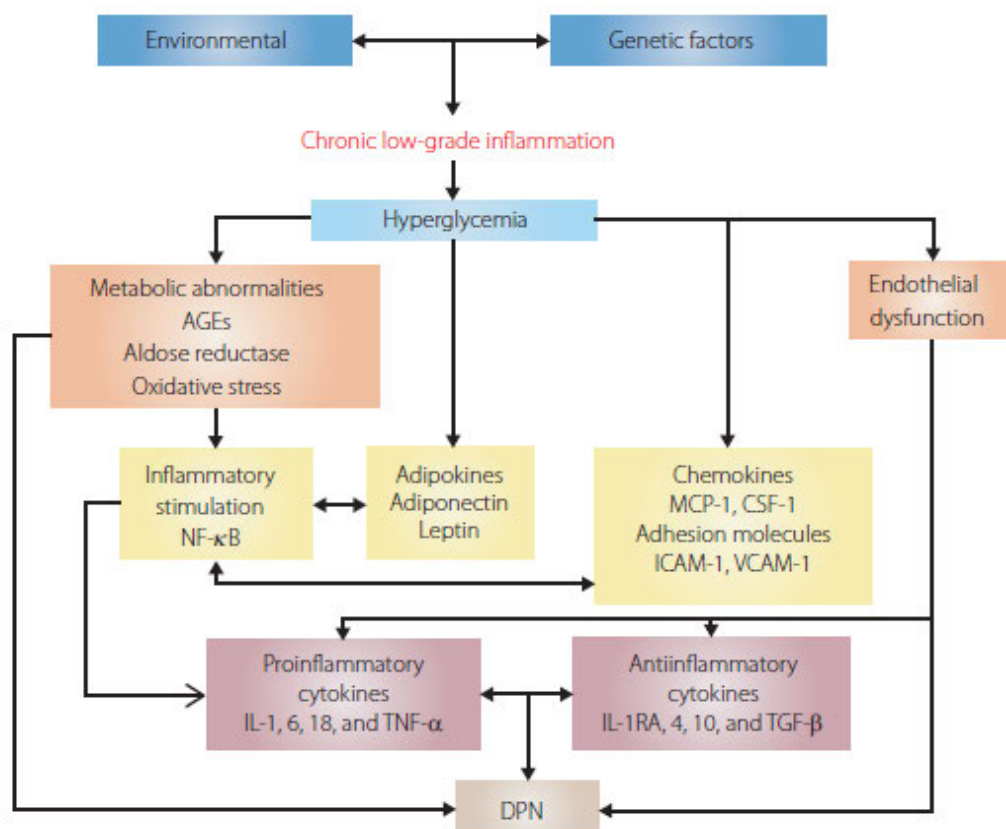 Environmental
Genetic factors
Chronic low-grade inflammation
Hyperglycemia
Metabolic abnormalities
AGEs
Aldose reductase
Oxidative stress
Endothelial
dysfunction
Inflammatory
stimulation
NF-κB
Adipokines
Adiponectin
Leptin
Chemokines
MCP-1, CSF-1
Adhesion molecules
ICAM-1, VCAM-1
Proinflammatory
cytokines
IL-1, 6, 18, and TNF-α
Antiinflammatory
cytokines
IL-1RA, 4, 10, and TGF-β
DPN